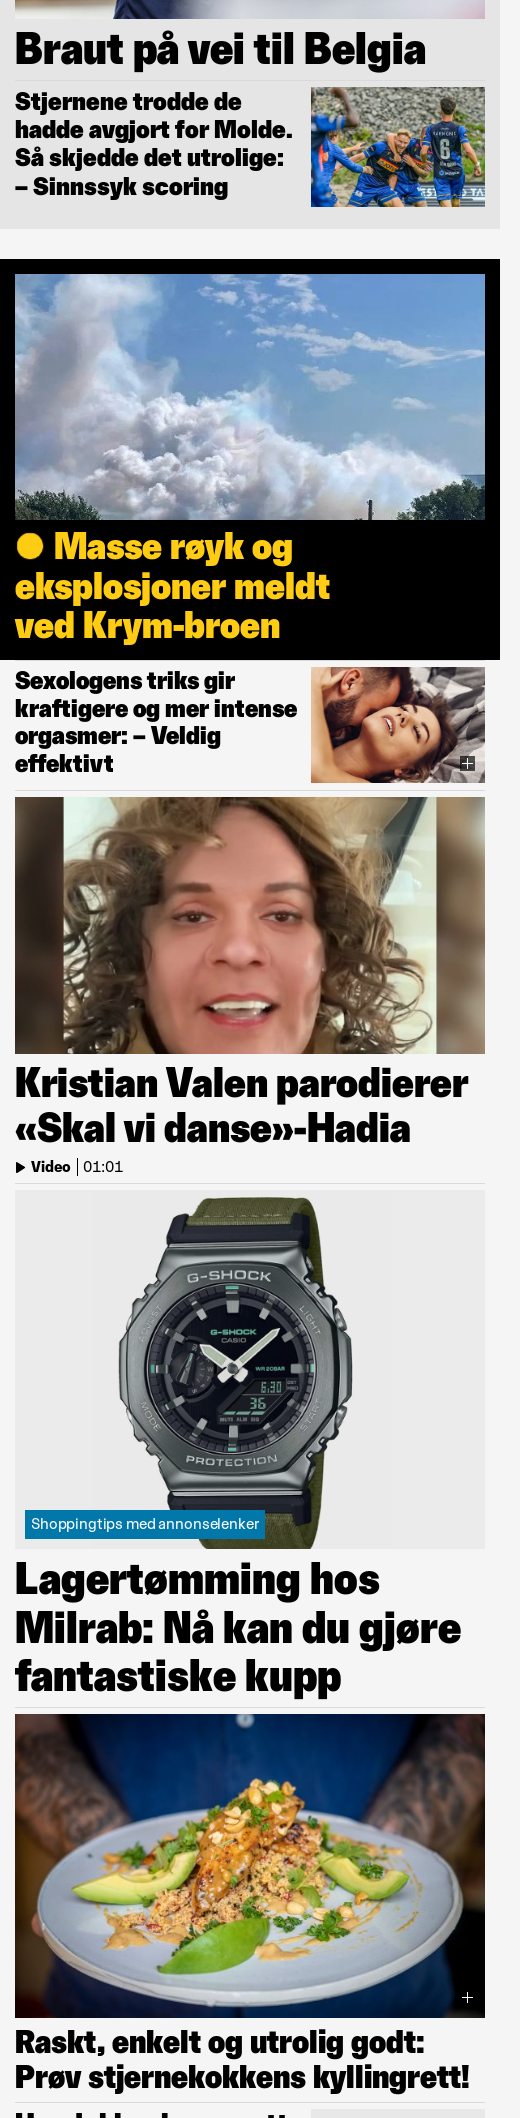 Braut på vei til Belgia
Stjernene trodde de
hadde avgjort for Molde.
Så skjedde det utrolige:
– Sinnssyk scoring
6
Masse røyk og
eksplosjoner meldt
ved Krym-broen
Sexologens triks gir
kraftigere og mer intense
orgasmer: – Veldig
effektivt
Kristian Valen parodierer
«Skal vi danse»-Hadia
Video | 01:01
G-SHOCK
LIGHT
G-SHOCK
CASIO
WR 20BAR
6:30
36
MUTE ALM SIG
MODE
START
PROTECTION
Shoppingtips med annonselenker
Lagertømming hos
Milrab: Nå kan du gjøre
fantastiske kupp
Raskt, enkelt og utrolig godt:
Prøv stjernekokkens kyllingrett!